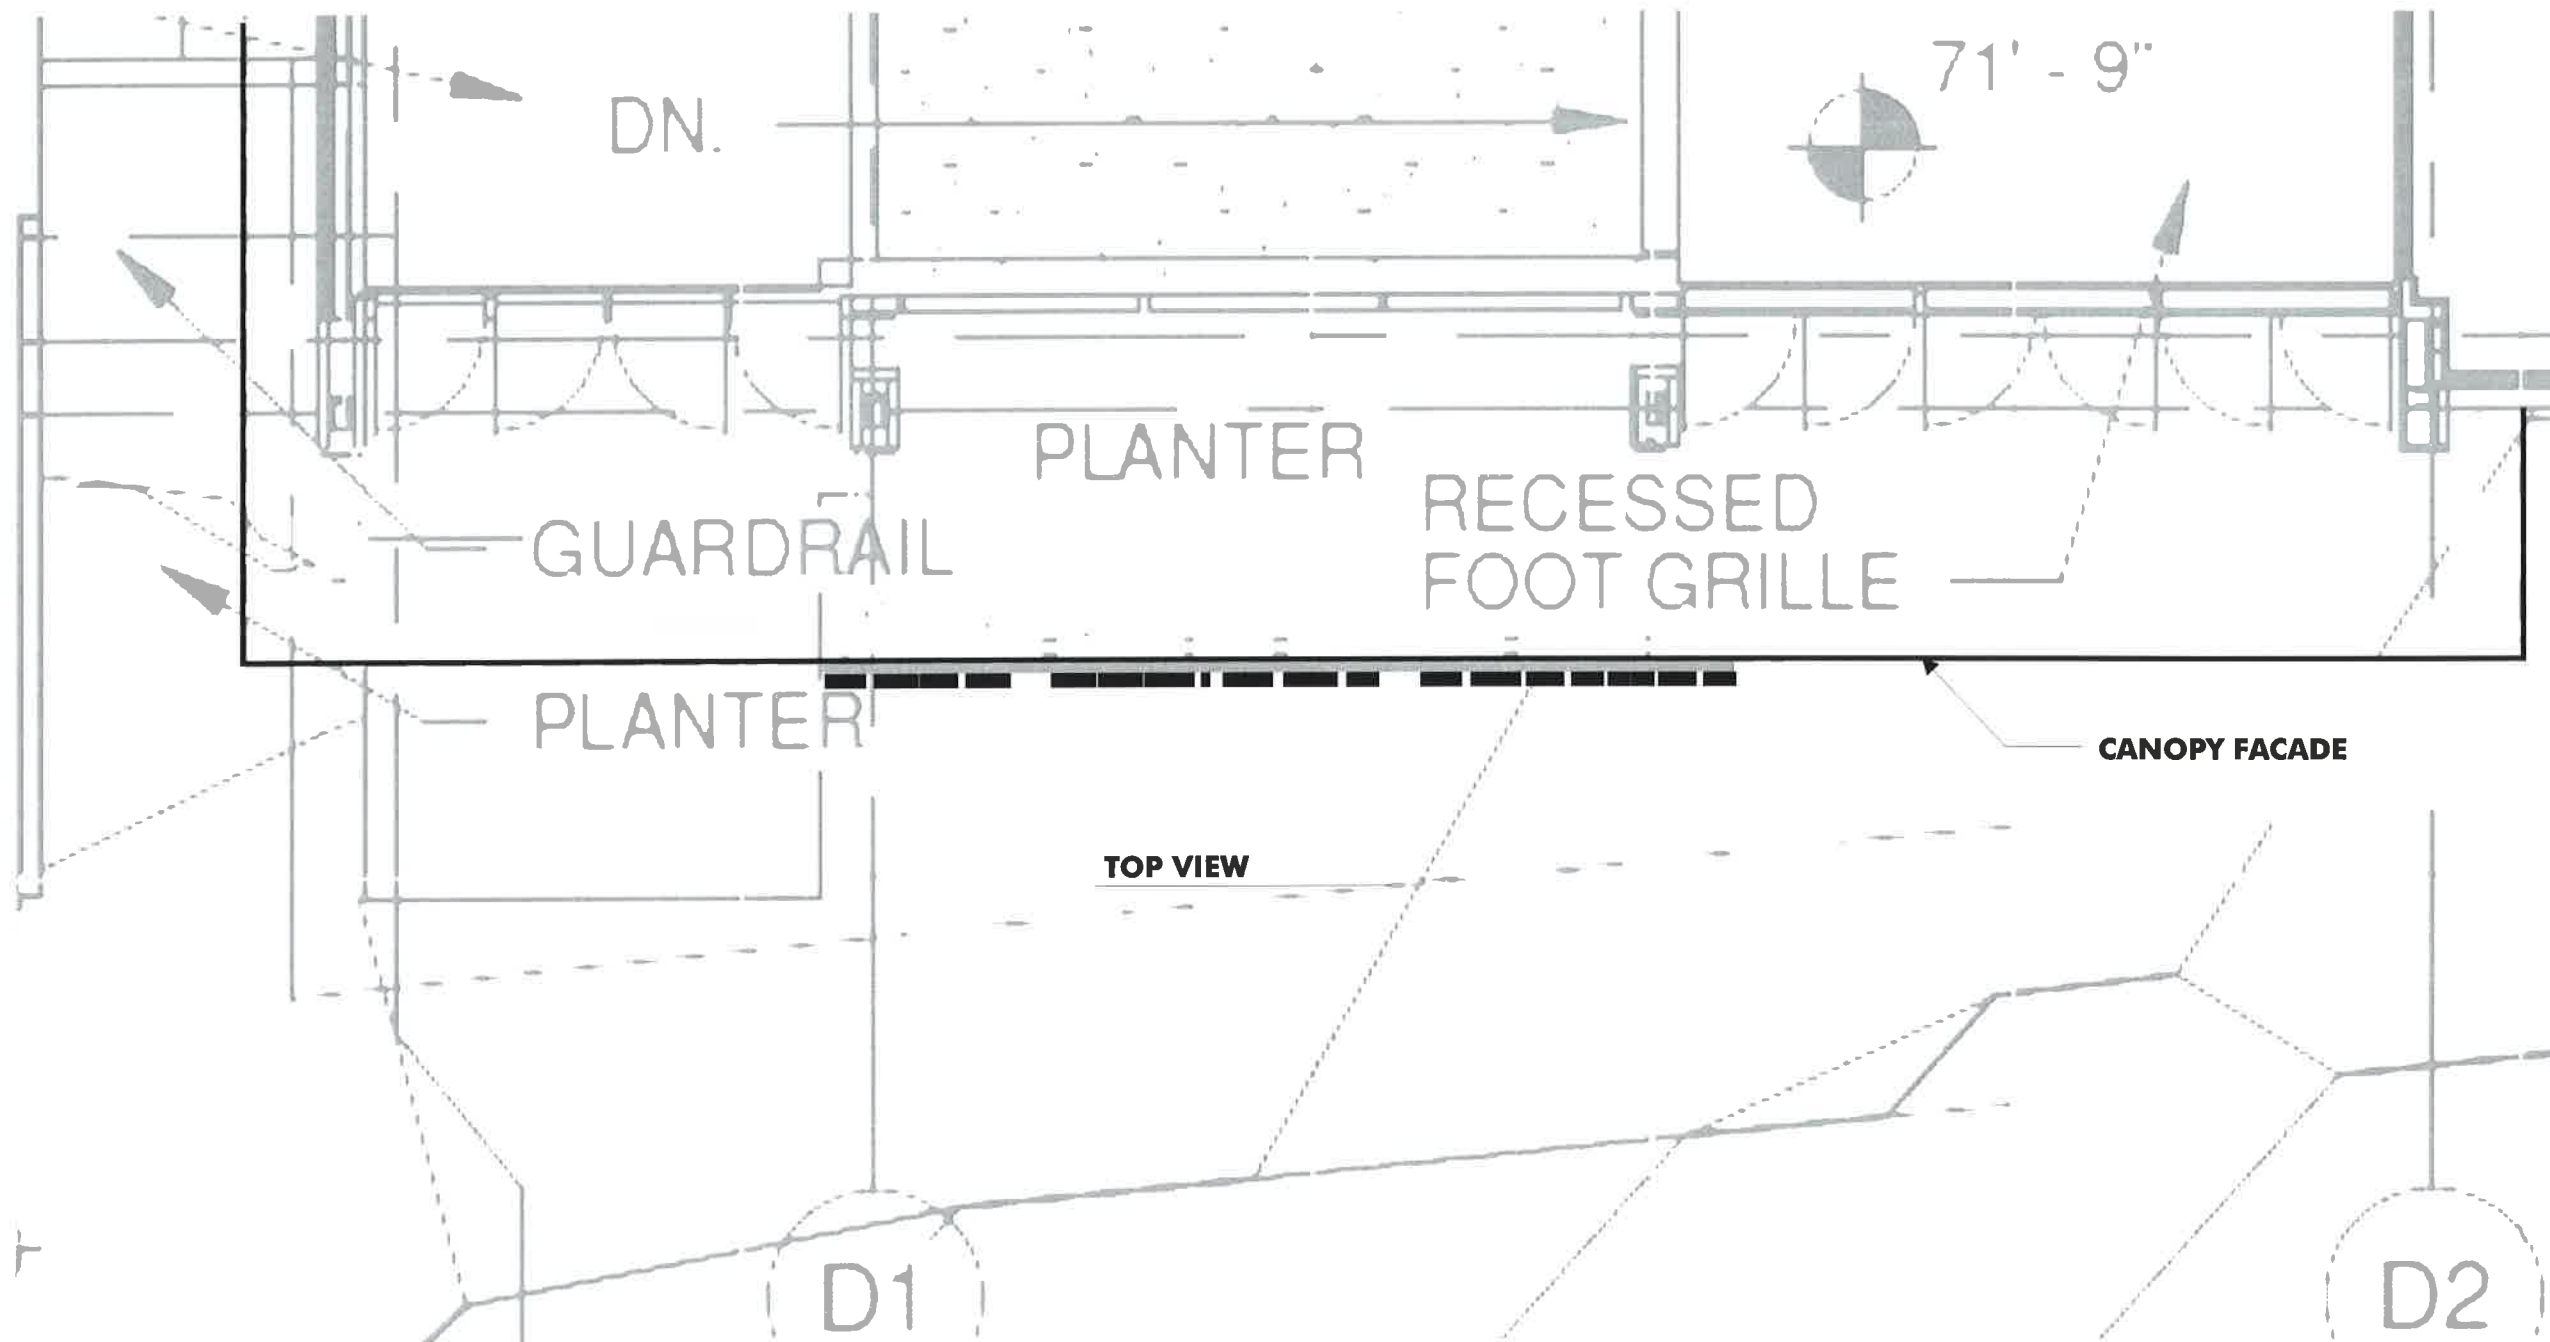 71' - 9"
DN.
PLANTER
RECESSED
FOOT GRILLE
GUARDRAIL
PLANTER
CANOPY FACADE
TOP VIEW
D1
D2